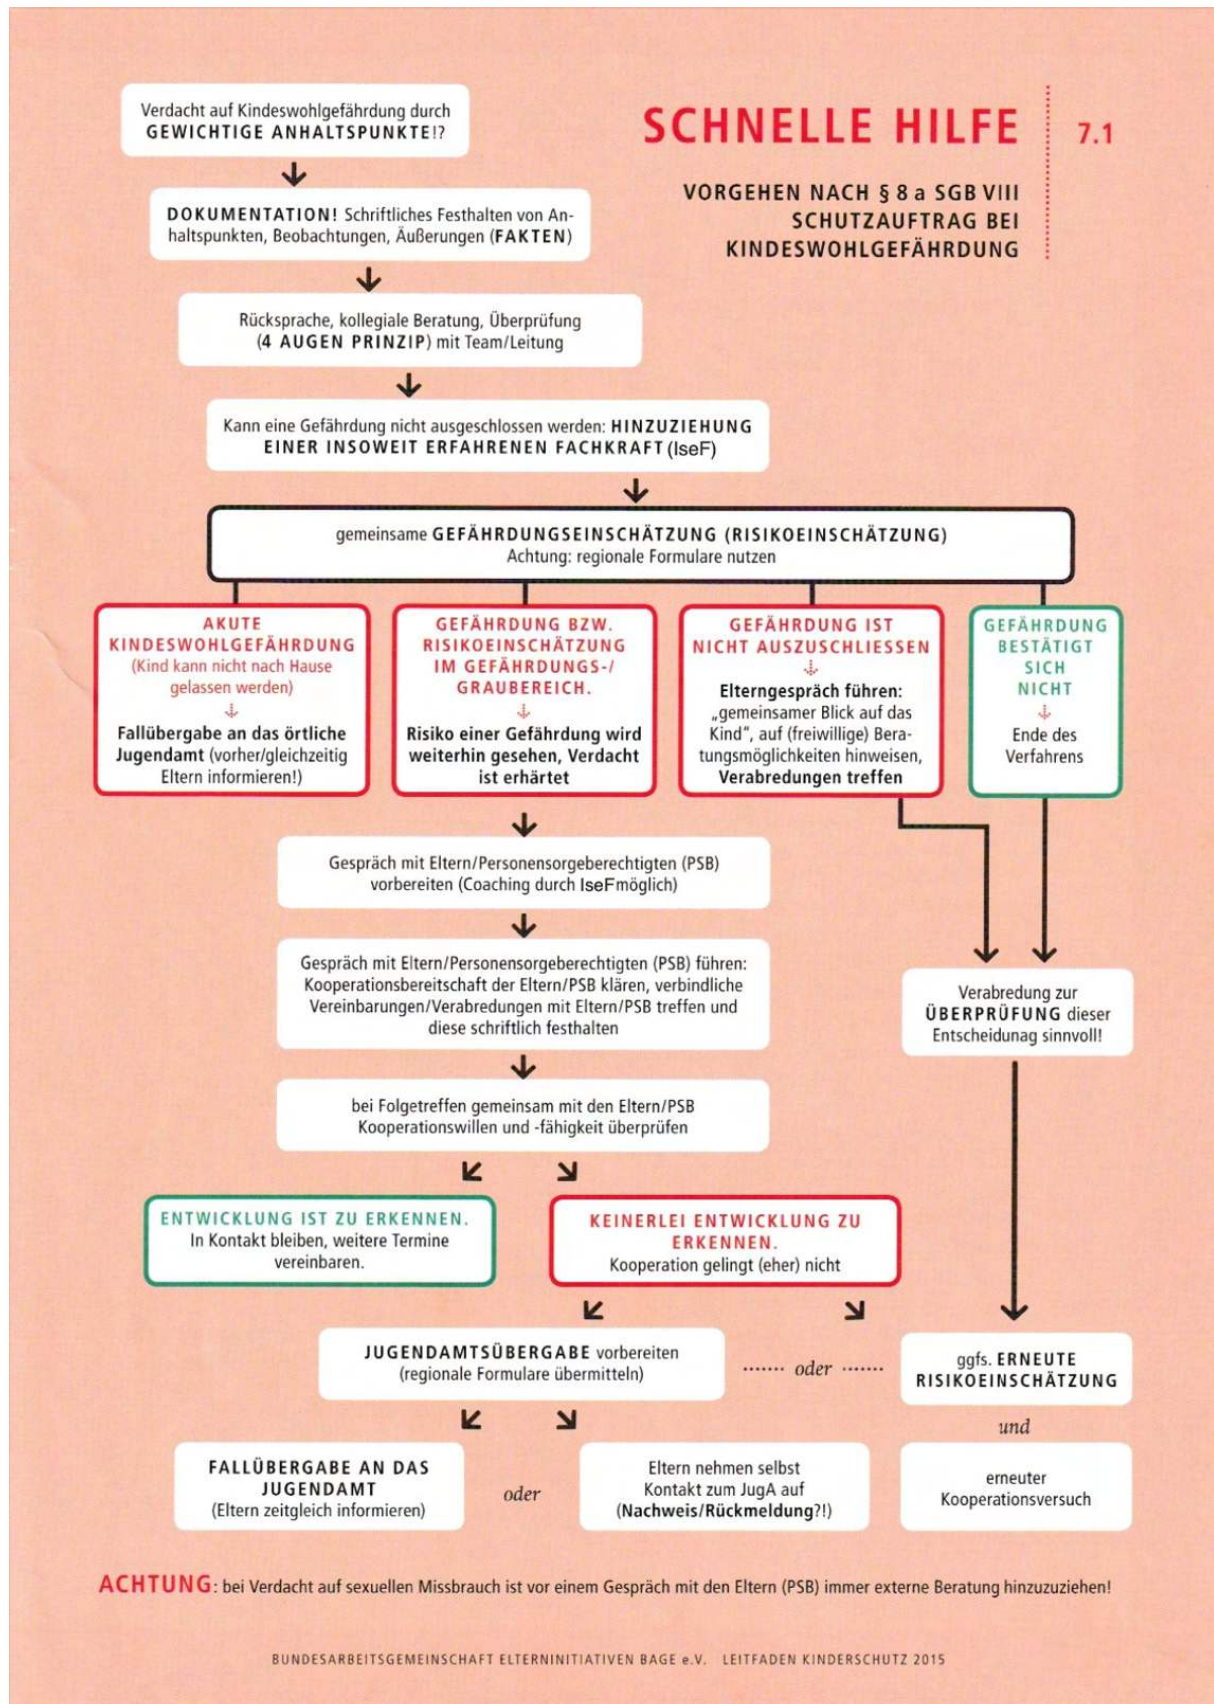 Verdacht auf Kindeswohlgefährdung durch
GEWICHTIGE ANHALTSPUNKTE!?
SCHNELLE HILFE
7.1
VORGEHEN NACH § 8 a SGB VIII
SCHUTZAUFTRAG BEI
KINDESWOHLGEFÄHRDUNG
DOKUMENTATION! Schriftliches Festhalten von An-
haltspunkten, Beobachtungen, Äußerungen (FAKTEN)
Rücksprache, kollegiale Beratung, Überprüfung
(4 AUGEN PRINZIP) mit Team/Leitung
Kann eine Gefährdung nicht ausgeschlossen werden: HINZUZIEHUNG
EINER INSOWEIT ERFAHRENEN FACHKRAFT (IseF)
gemeinsame GEFÄHRDUNGSEINSCHÄTZUNG (RISIKOEINSCHÄTZUNG)
Achtung: regionale Formulare nutzen
AKUTE
KINDESWOHLGEFÄHRDUNG
(Kind kann nicht nach Hause
gelassen werden)
Fallübergabe an das örtliche
Jugendamt (vorher/gleichzeitig
Eltern informieren!)
GEFÄHRDUNG BZW.
RISIKOEINSCHÄTZUNG
IM GEFÄHRDUNGS-/
GRAUBEREICH.
Risiko einer Gefährdung wird
weiterhin gesehen, Verdacht
ist erhärtet
GEFÄHRDUNG IST
NICHT AUSZUSCHLIESSEN
Elterngespräch führen:
„gemeinsamer Blick auf das
Kind“, auf (freiwillige) Bera-
tungsmöglichkeiten hinweisen,
Verabredungen treffen
GEFÄHRDUNG
BESTÄTIGT
SICH
NICHT
Ende des
Verfahrens
Gespräch mit Eltern/Personensorgeberechtigten (PSB)
vorbereiten (Coaching durch IseFmöglich)
Gespräch mit Eltern/Personensorgeberechtigten (PSB) führen:
Kooperationsbereitschaft der Eltern/PSB klären, verbindliche
Vereinbarungen/Verabredungen mit Eltern/PSB treffen und
diese schriftlich festhalten
Verabredung zur
ÜBERPRÜFUNG dieser
Entscheidunag sinnvoll!
bei Folgetreffen gemeinsam mit den Eltern/PSB
Kooperationswillen und -fähigkeit überprüfen
ENTWICKLUNG IST ZU ERKENNEN.
In Kontakt bleiben, weitere Termine
vereinbaren.
KEINERLEI ENTWICKLUNG ZU
ERKENNEN.
Kooperation gelingt (eher) nicht
JUGENDAMTSÜBERGABE vorbereiten
(regionale Formulare übermitteln)
....... oder .......
ggfs. ERNEUTE
RISIKOEINSCHÄTZUNG
und
FALLÜBERGABE AN DAS
JUGENDAMT
(Eltern zeitgleich informieren)
oder
Eltern nehmen selbst
Kontakt zum JugA auf
(Nachweis/Rückmeldung?!)
erneuter
Kooperationsversuch
ACHTUNG: bei Verdacht auf sexuellen Missbrauch ist vor einem Gespräch mit den Eltern (PSB) immer externe Beratung hinzuzuziehen!
BUNDESARBEITSGEMEINSCHAFT ELTERNINITIATIVEN BAGE e.V. LEITFADEN KINDERSCHUTZ 2015